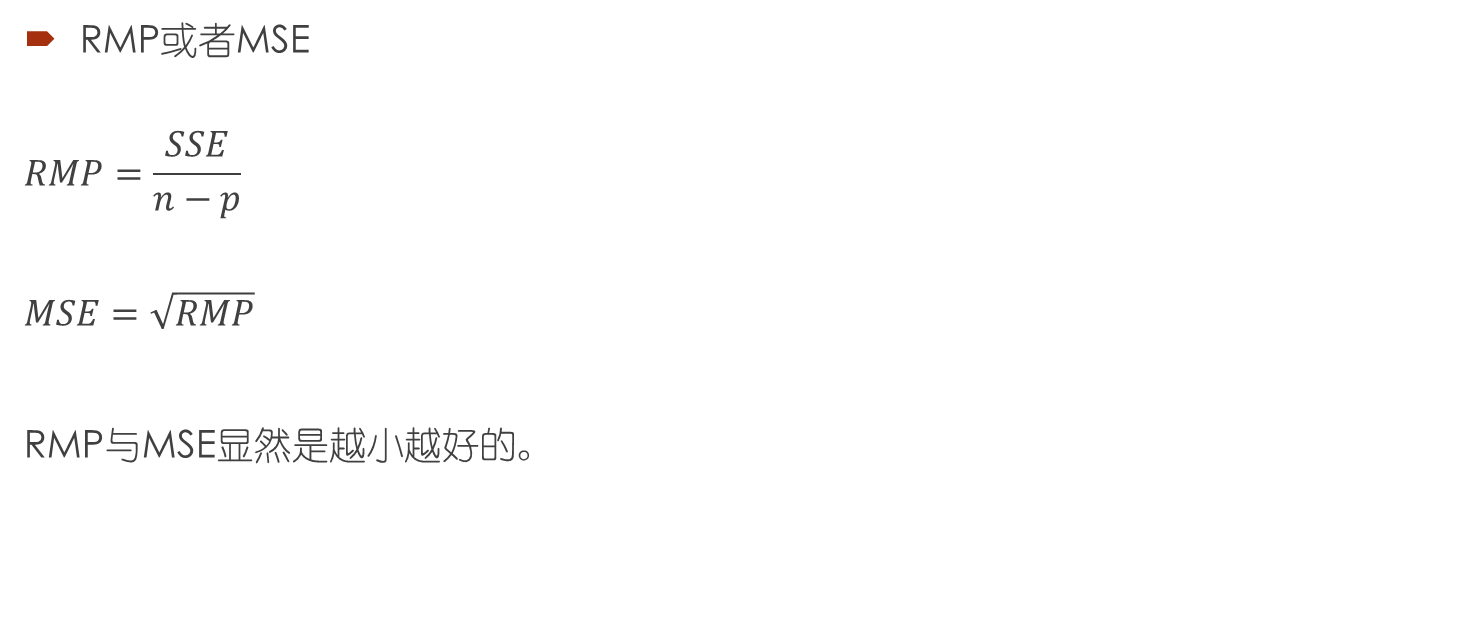 RMP或者MSE
RMP = SSE / (n − p)
MSE = √RMP
RMP与MSE显然是越小越好的。